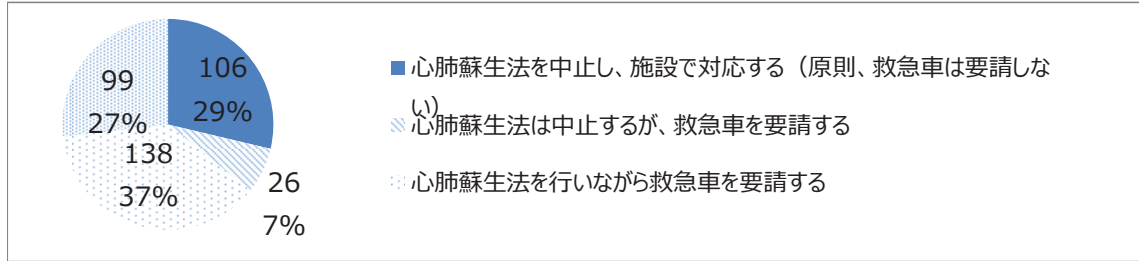 106
29%
26
7%
138
37%
99
27%
心肺蘇生法を中止し、施設で対応する（原則、救急車は要請しな
い）
心肺蘇生法は中止するが、救急車を要請する
心肺蘇生法を行いながら救急車を要請する